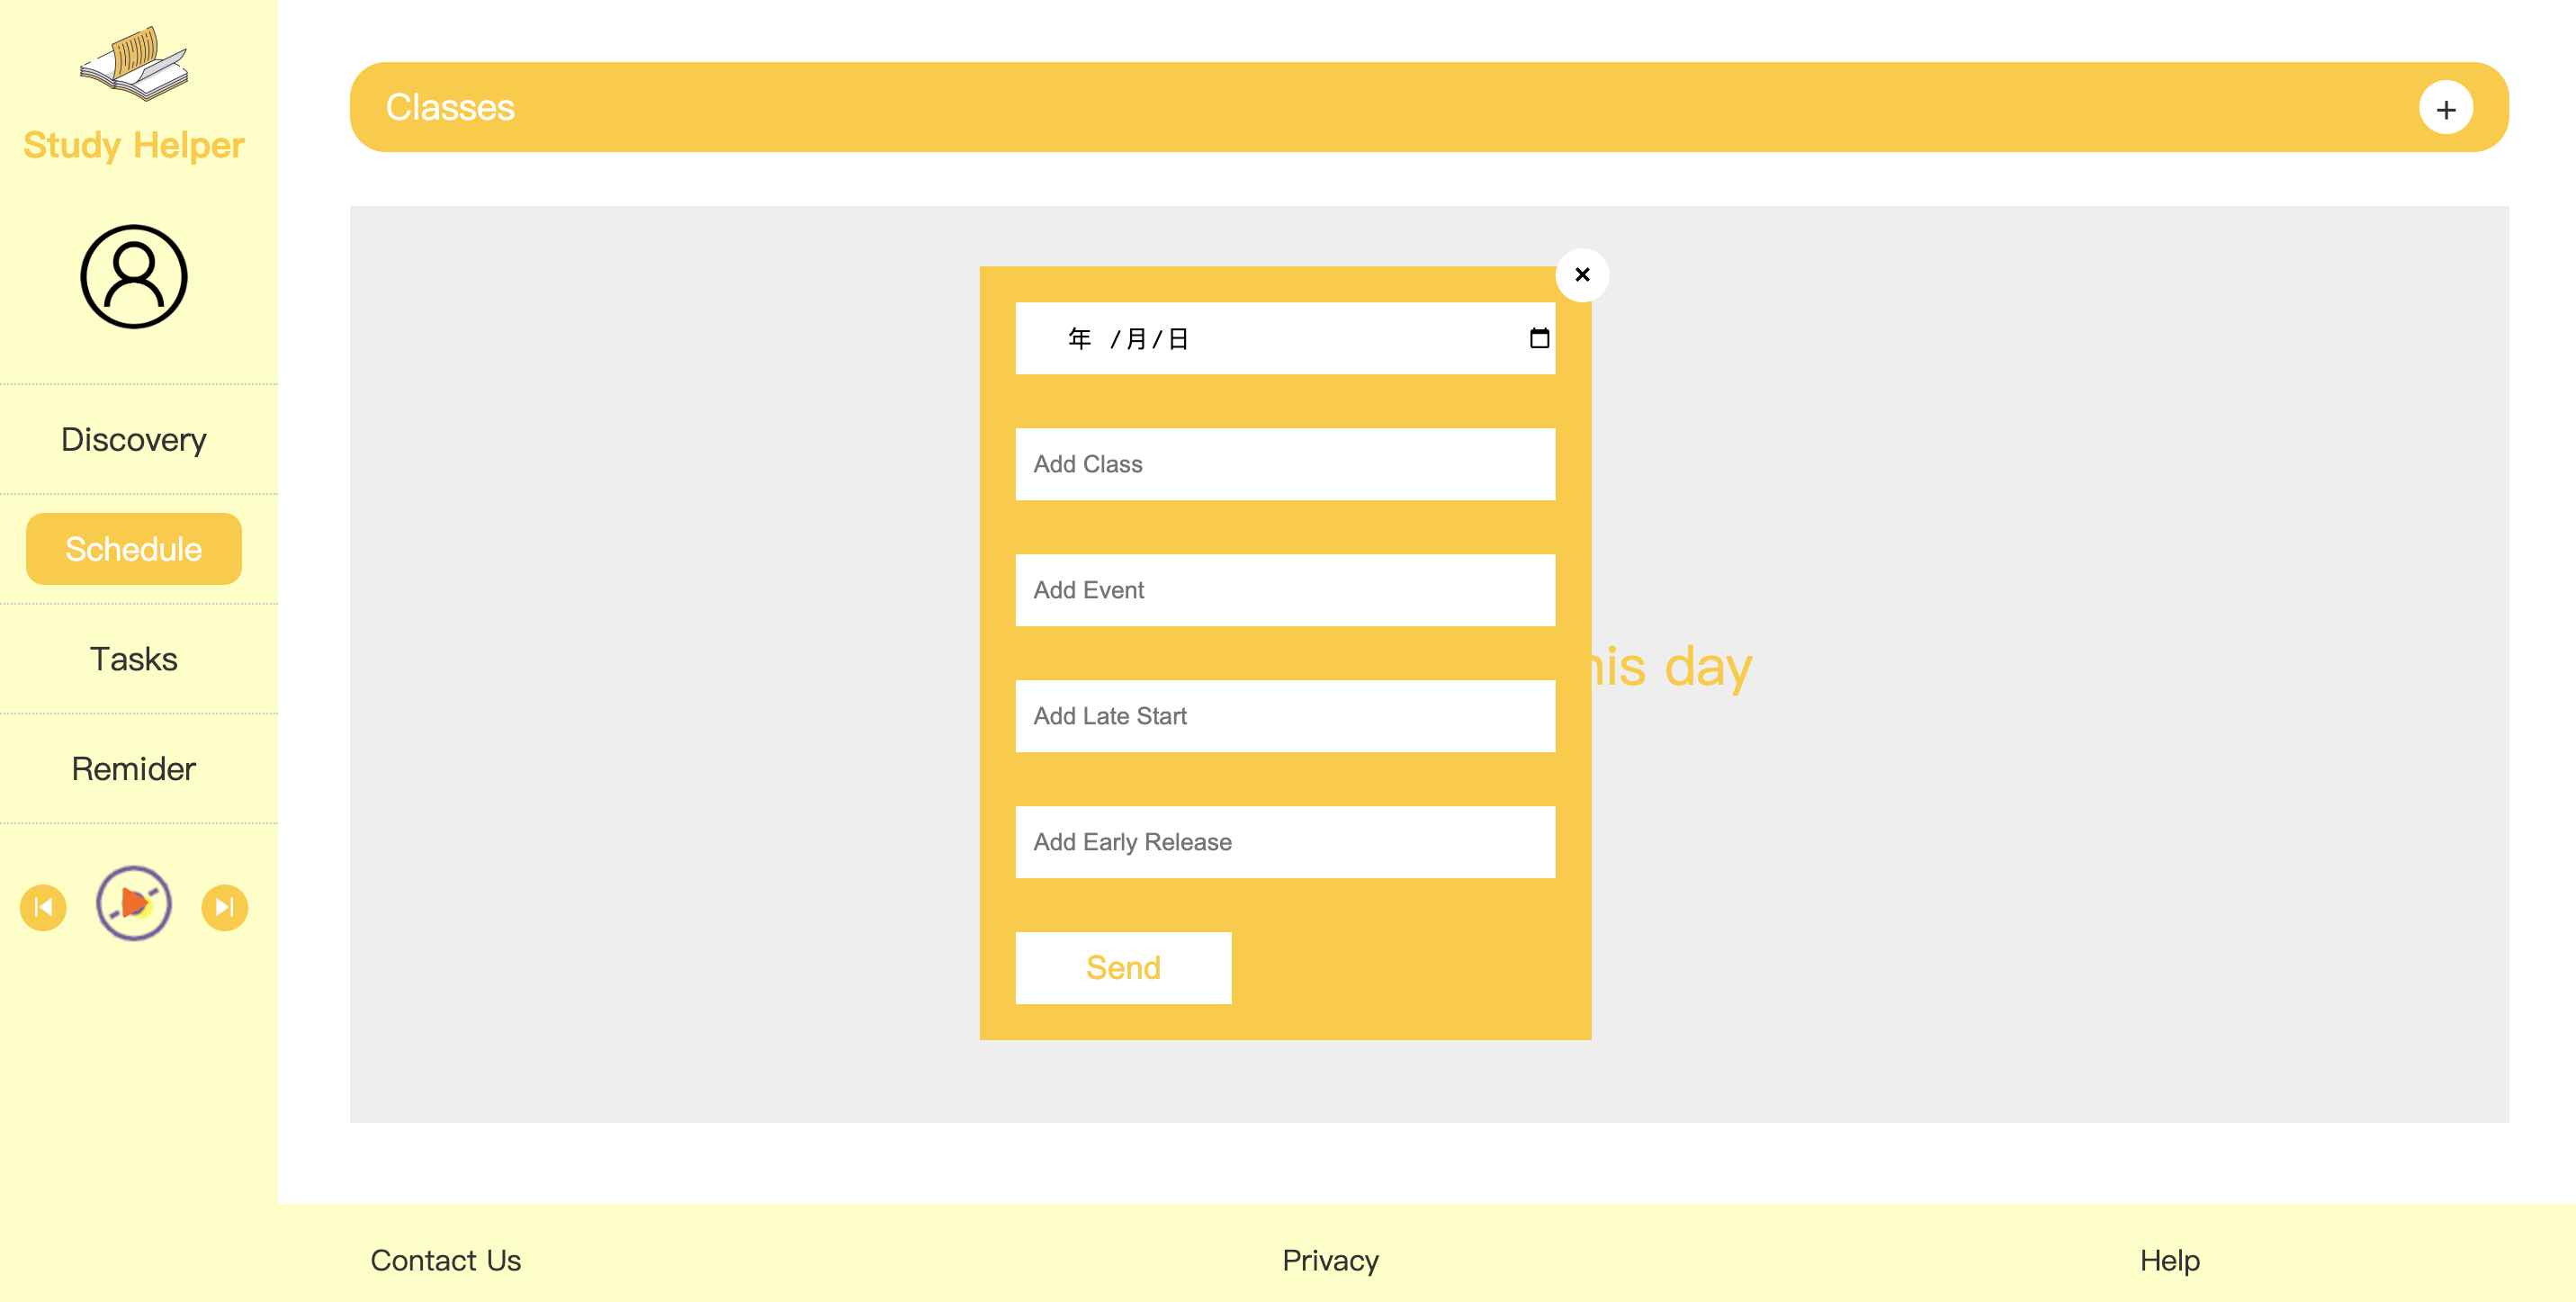 Study Helper
Discovery
Schedule
Tasks
Remider
Classes
+
×
年 /月/日
Add Class
Add Event
Add Late Start
Add Early Release
Send
his day
Contact Us
Privacy
Help